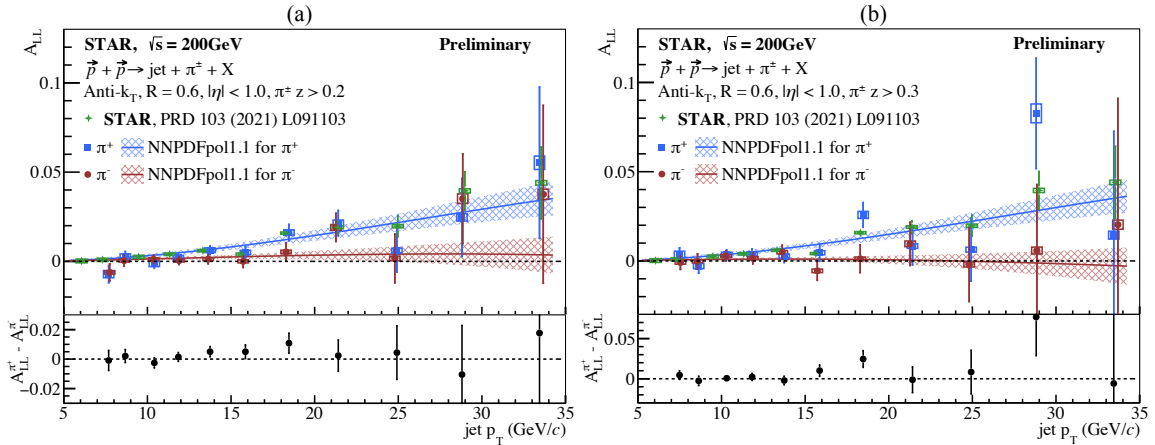 (a)
A_LL
STAR, √s = 200GeV Preliminary
p⃗ + p⃗ → jet + π± + X
Anti-k_T, R = 0.6, |η| < 1.0, π± z > 0.2
STAR, PRD 103 (2021) L091103
π⁺ NNPDFpol1.1 for π⁺
π⁻ NNPDFpol1.1 for π⁻
0.1
0.05
0
A_LL^π⁺ - A_LL^π⁻
0.02
0
−0.02
5 10 15 20 25 30 35
jet p_T (GeV/c)
(b)
A_LL
STAR, √s = 200GeV Preliminary
p⃗ + p⃗ → jet + π± + X
Anti-k_T, R = 0.6, |η| < 1.0, π± z > 0.3
STAR, PRD 103 (2021) L091103
π⁺ NNPDFpol1.1 for π⁺
π⁻ NNPDFpol1.1 for π⁻
0.1
0.05
0
A_LL^π⁺ - A_LL^π⁻
0.05
0
5 10 15 20 25 30 35
jet p_T (GeV/c)